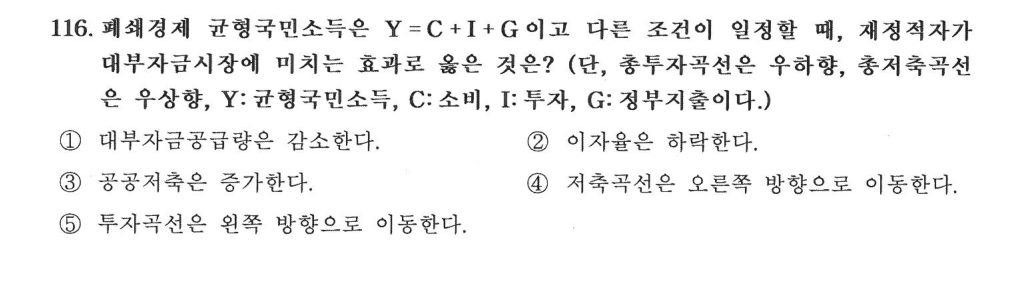 116. 폐쇄경제 균형국민소득은 Y=C+I+G이고 다른 조건이 일정할 때, 재정적자가
대부자금시장에 미치는 효과로 옳은 것은? (단, 총투자곡선은 우하향, 총저축곡선
은 우상향, Y: 균형국민소득, C: 소비, I: 투자, G: 정부지출이다.)
① 대부자금공급량은 감소한다. ② 이자율은 하락한다.
③ 공공저축은 증가한다. ④ 저축곡선은 오른쪽 방향으로 이동한다.
⑤ 투자곡선은 왼쪽 방향으로 이동한다.